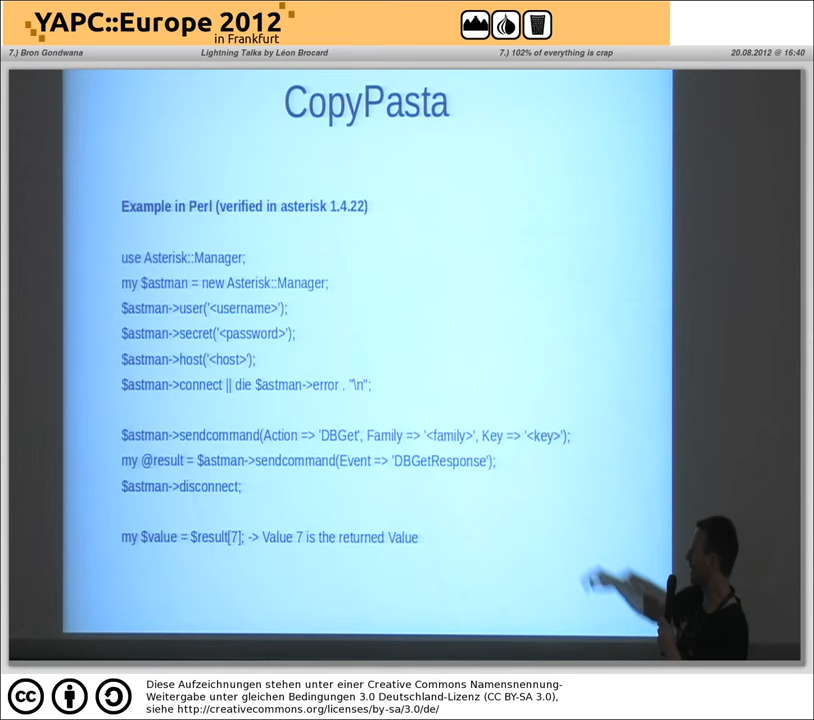 YAPC::Europe 2012
in Frankfurt
7.) Bron Gondwana Lightning Talks by Léon Brocard 7.) 102% of everything is crap 20.08.2012 @ 16:40
CopyPasta
Example in Perl (verified in asterisk 1.4.22)
use Asterisk::Manager;
my $astman = new Asterisk::Manager;
$astman->user('<username>');
$astman->secret('<password>');
$astman->host('<host>');
$astman->connect || die $astman->error . "\n";
$astman->sendcommand(Action => 'DBGet', Family => '<family>', Key => '<key>');
my @result = $astman->sendcommand(Event => 'DBGetResponse');
$astman->disconnect;
my $value = $result[7]; -> Value 7 is the returned Value
cc
Diese Aufzeichnungen stehen unter einer Creative Commons Namensnennung-
Weitergabe unter gleichen Bedingungen 3.0 Deutschland-Lizenz (CC BY-SA 3.0),
siehe http://creativecommons.org/licenses/by-sa/3.0/de/